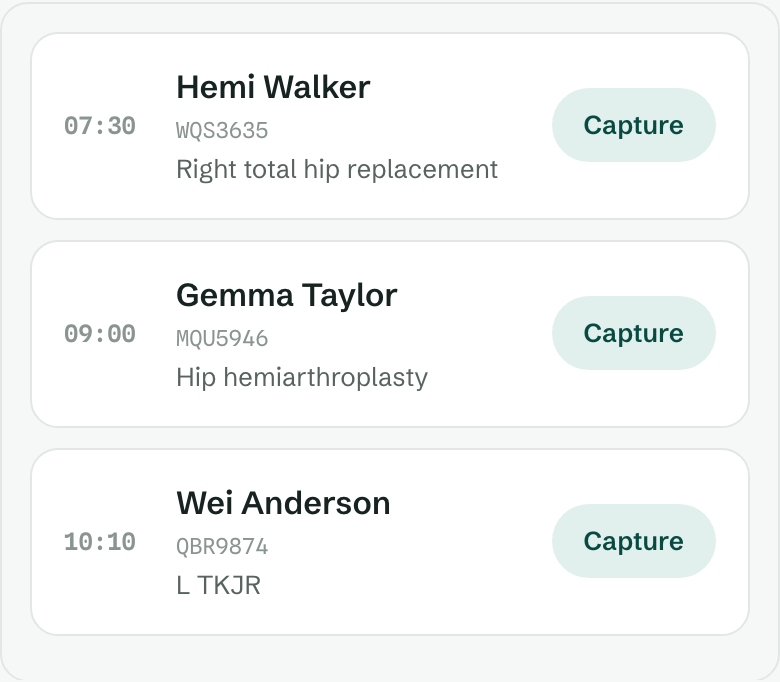 07:30
Hemi Walker
WQS3635
Right total hip replacement
Capture
09:00
Gemma Taylor
MQU5946
Hip hemiarthroplasty
Capture
10:10
Wei Anderson
QBR9874
L TKJR
Capture